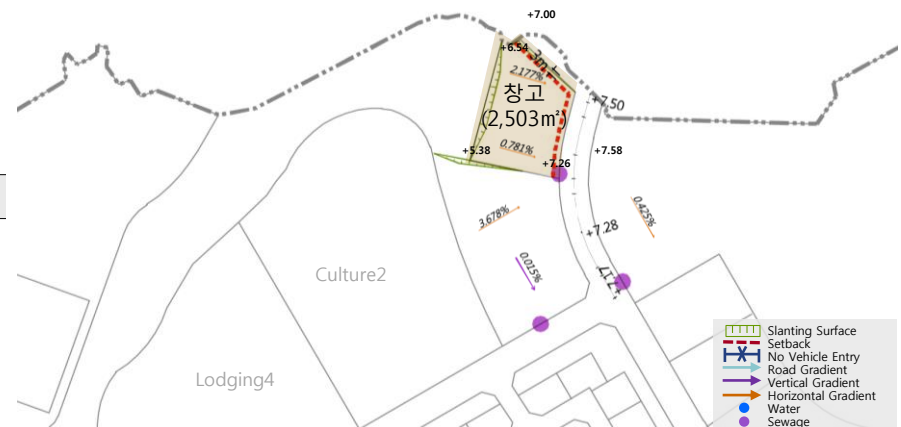 +7.00
+6.54
3m
2.177%
창고
(2,503㎡)
+7.50
0.781%
+5.38
+7.26
+7.58
3.678%
0.425%
+7.28
0.015%
+7.17
Culture2
Lodging4
Slanting Surface
Setback
No Vehicle Entry
Road Gradient
Vertical Gradient
Horizontal Gradient
Water
Sewage